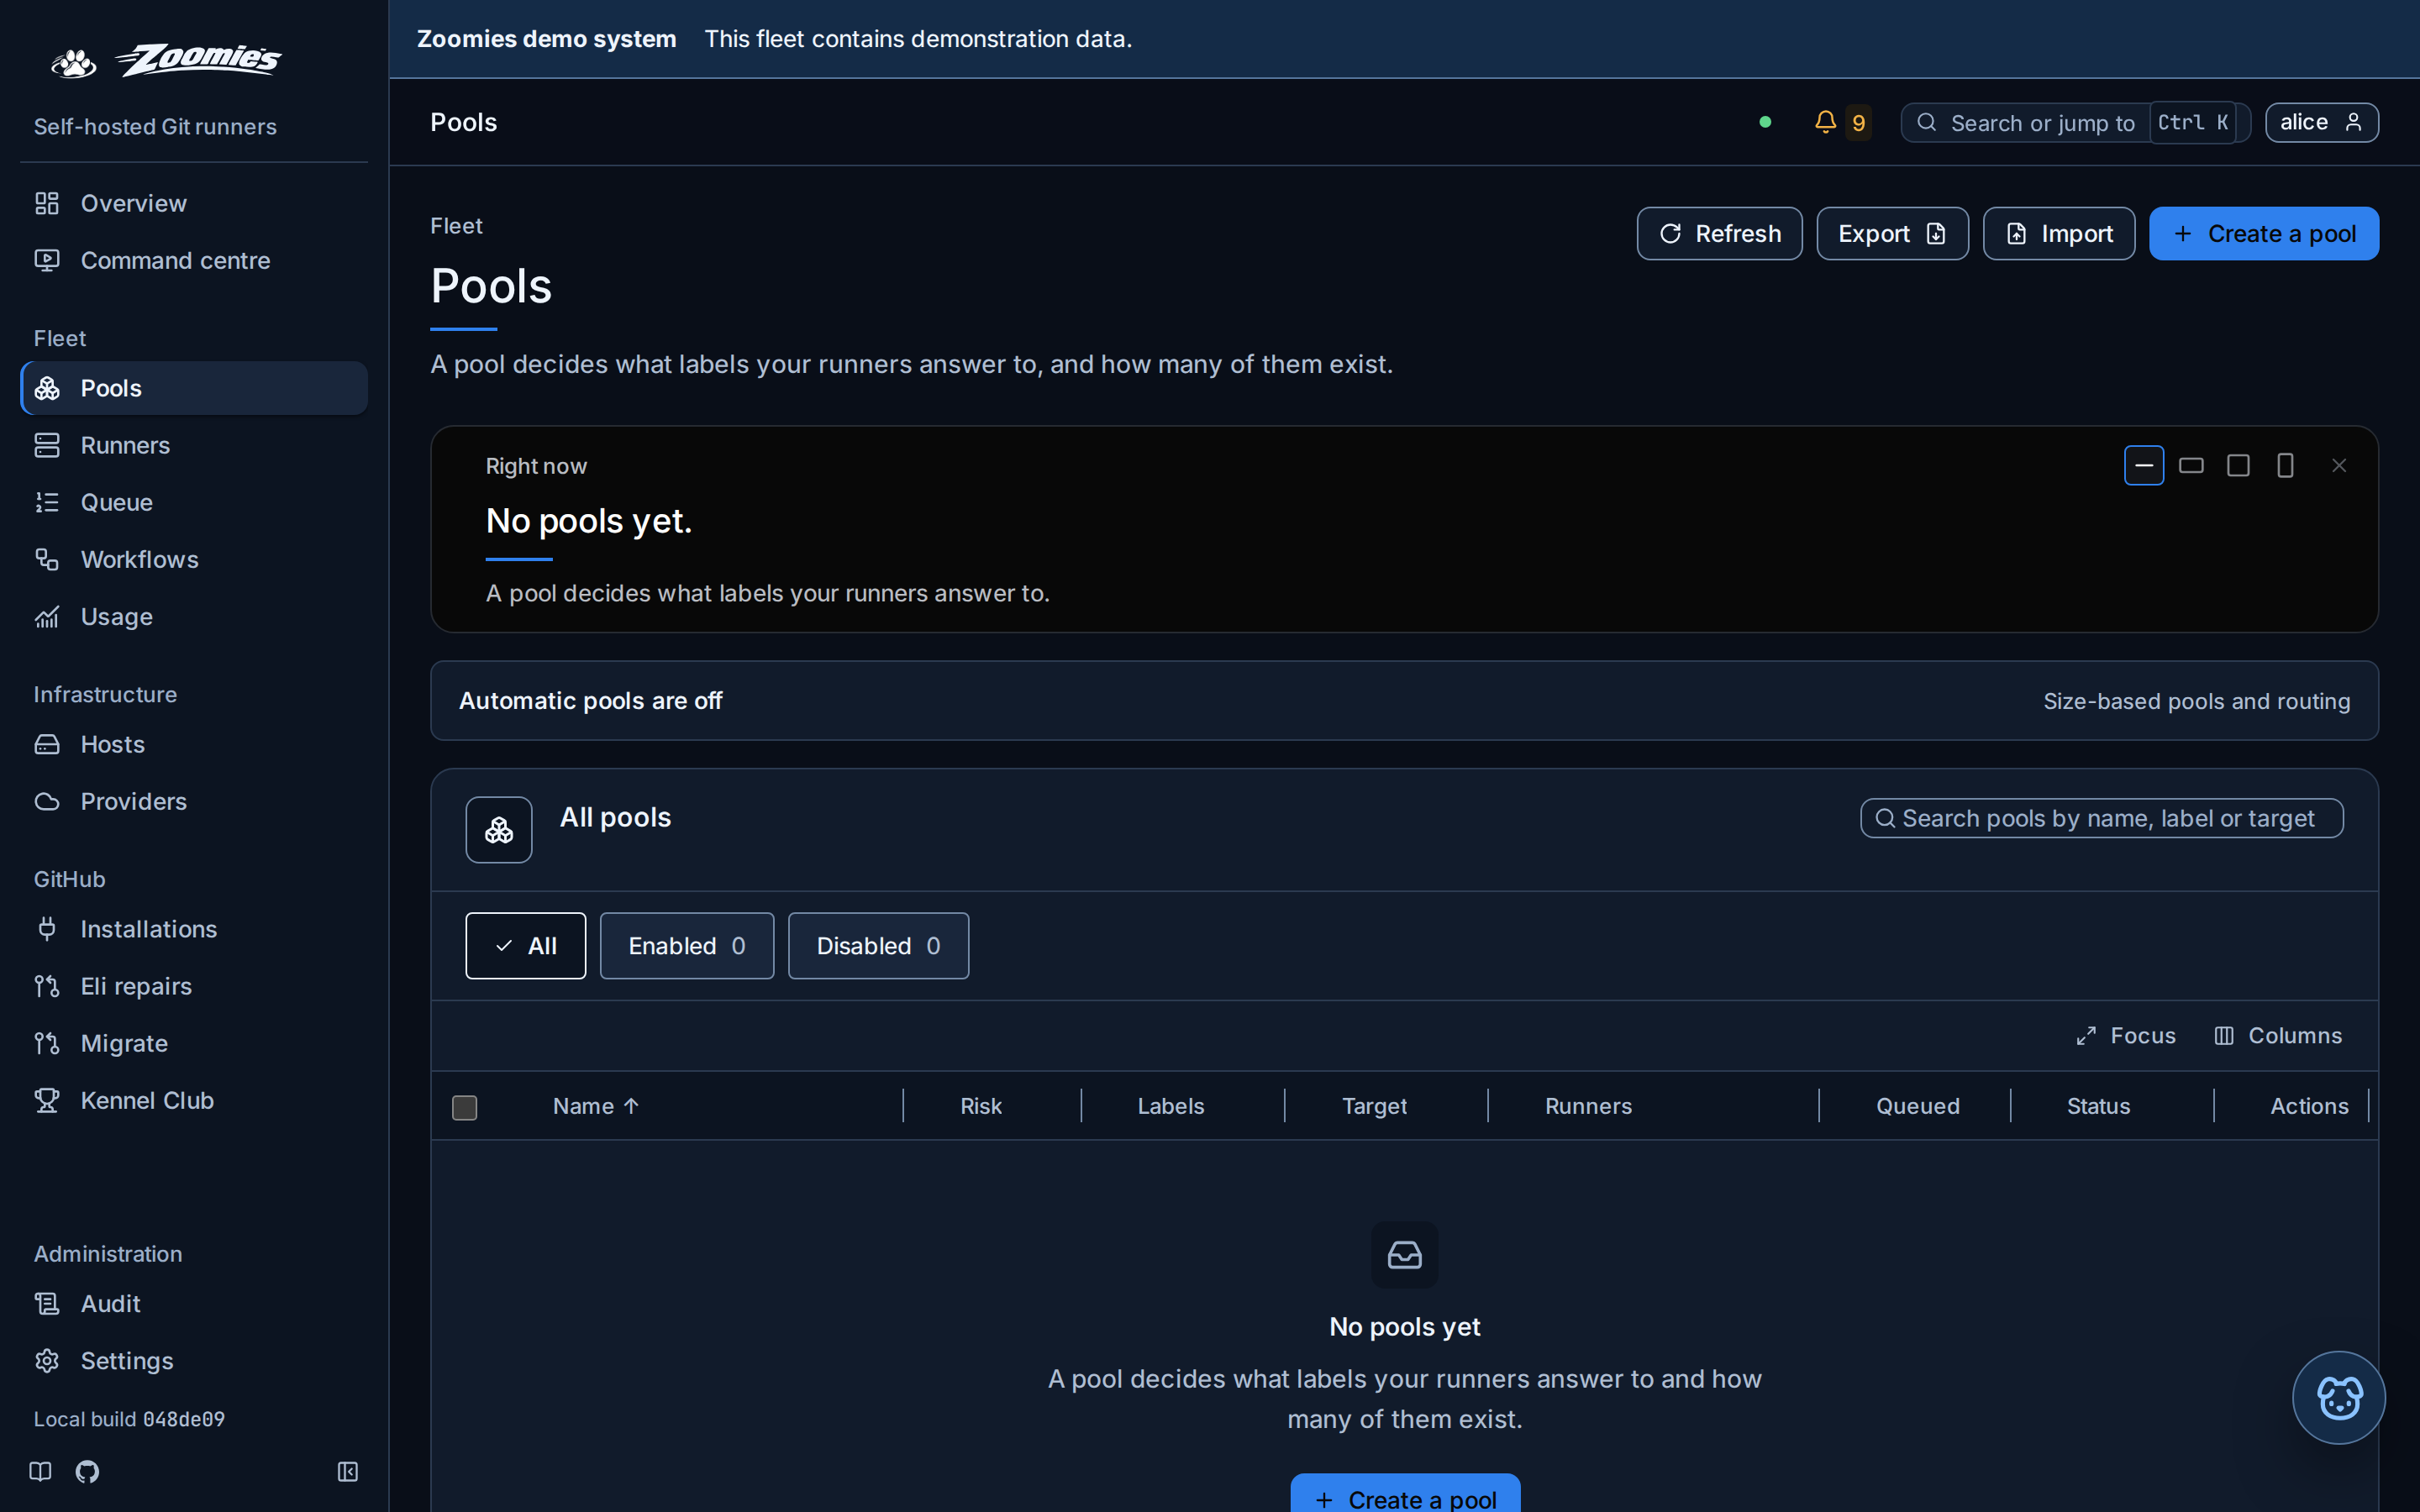 Zoomies
Self-hosted Git runners
Overview
Command centre
Fleet
Pools
Runners
Queue
Workflows
Usage
Infrastructure
Hosts
Providers
GitHub
Installations
Eli repairs
Migrate
Kennel Club
Administration
Audit
Settings
Local build 048de09
Zoomies demo system This fleet contains demonstration data.
Pools
9
Search or jump to Ctrl K
alice
Fleet
Pools
A pool decides what labels your runners answer to, and how many of them exist.
Refresh
Export
Import
Create a pool
Right now
No pools yet.
A pool decides what labels your runners answer to.
Automatic pools are off
Size-based pools and routing
All pools
Search pools by name, label or target
All
Enabled 0
Disabled 0
Focus
Columns
Name Risk Labels Target Runners Queued Status Actions
No pools yet
A pool decides what labels your runners answer to and how
many of them exist.
Create a pool